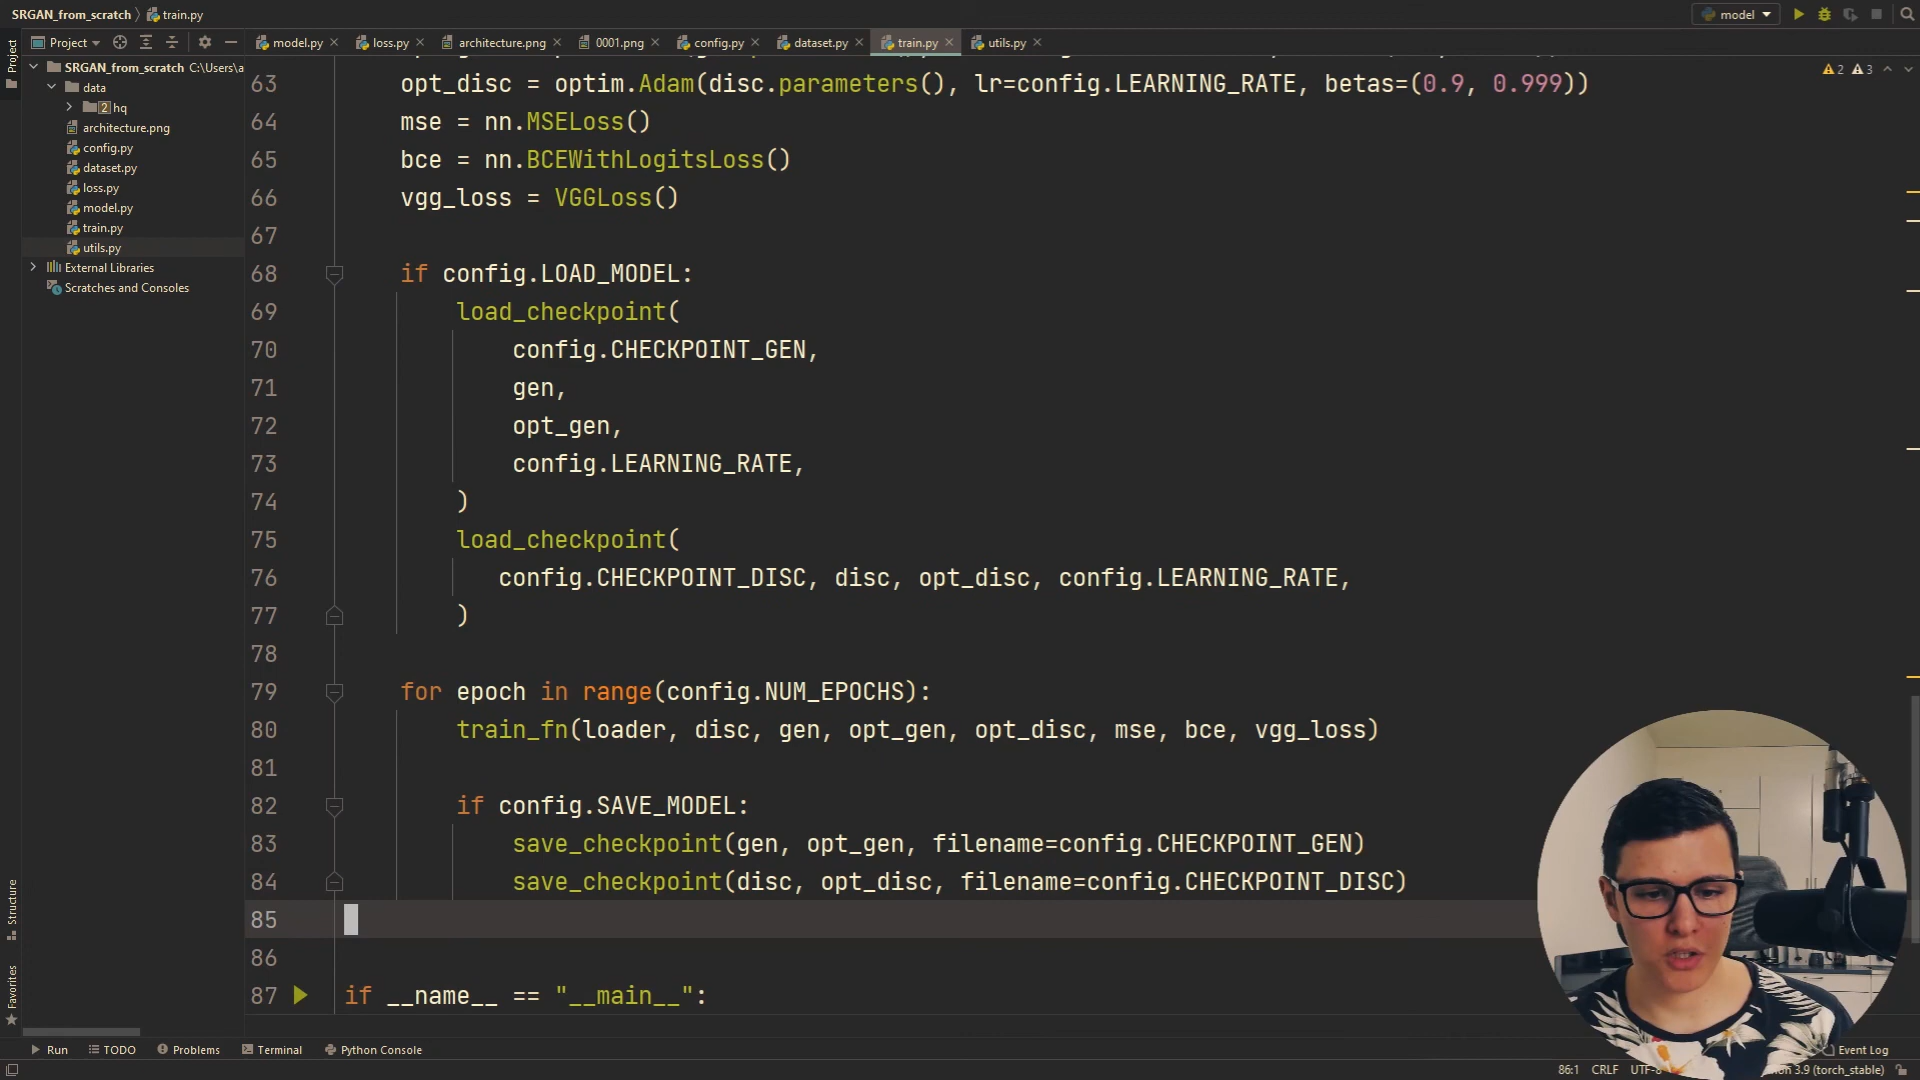 SRGAN_from_scratch train.py model
Project model.py loss.py architecture.png 0001.png config.py dataset.py train.py utils.py
SRGAN_from_scratch C:\Users\a
data
2 hq
architecture.png
config.py
dataset.py
loss.py
model.py
train.py
utils.py
External Libraries
Scratches and Consoles
Project
Structure
Favorites
2 3
63 opt_disc = optim.Adam(disc.parameters(), lr=config.LEARNING_RATE, betas=(0.9, 0.999))
64 mse = nn.MSELoss()
65 bce = nn.BCEWithLogitsLoss()
66 vgg_loss = VGGLoss()
67
68 if config.LOAD_MODEL:
69 load_checkpoint(
70 config.CHECKPOINT_GEN,
71 gen,
72 opt_gen,
73 config.LEARNING_RATE,
74 )
75 load_checkpoint(
76 config.CHECKPOINT_DISC, disc, opt_disc, config.LEARNING_RATE,
77 )
78
79 for epoch in range(config.NUM_EPOCHS):
80 train_fn(loader, disc, gen, opt_gen, opt_disc, mse, bce, vgg_loss)
81
82 if config.SAVE_MODEL:
83 save_checkpoint(gen, opt_gen, filename=config.CHECKPOINT_GEN)
84 save_checkpoint(disc, opt_disc, filename=config.CHECKPOINT_DISC)
85
86
87 if __name__ == "__main__":
Run TODO Problems Terminal Python Console Event Log
86:1 CRLF 3.9 (torch_stable)